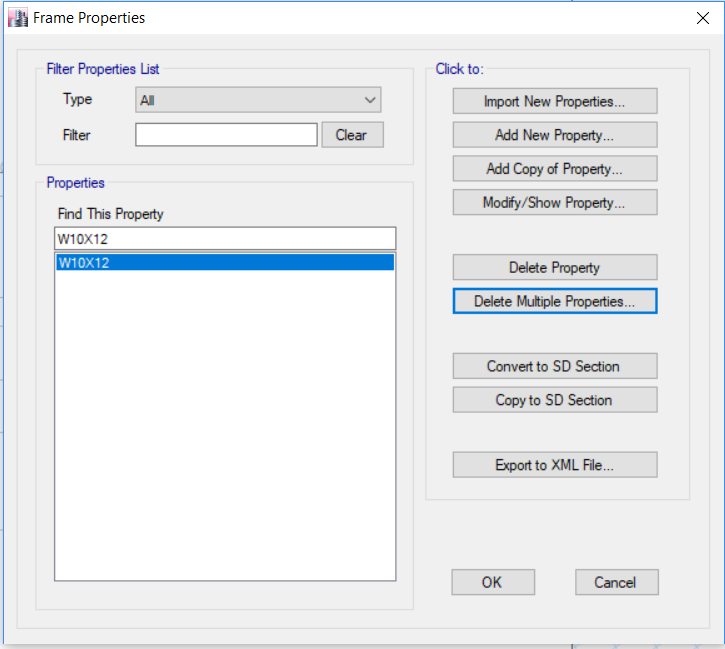 Frame Properties
Filter Properties List
Type
All
Filter
Clear
Properties
Find This Property
W10X12
W10X12
Click to:
Import New Properties...
Add New Property...
Add Copy of Property...
Modify/Show Property...
Delete Property
Delete Multiple Properties...
Convert to SD Section
Copy to SD Section
Export to XML File...
OK
Cancel